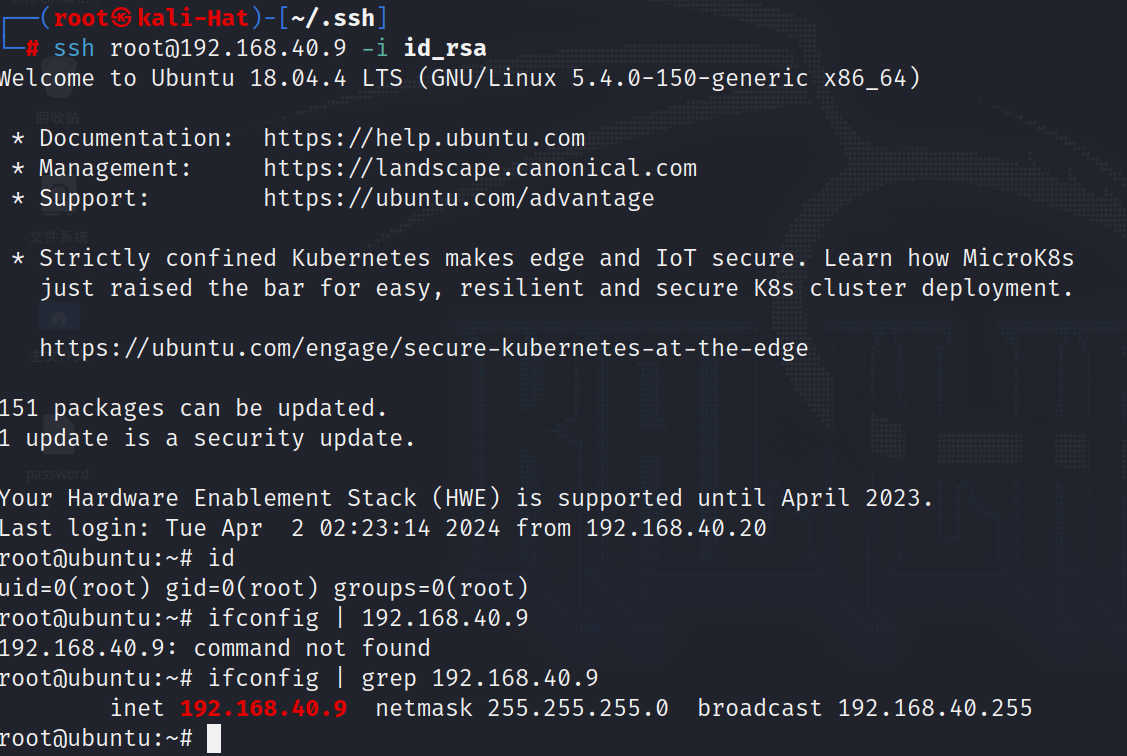 ┌──(root㉿kali-Hat)-[~/.ssh]
└─# ssh root@192.168.40.9 -i id_rsa
Welcome to Ubuntu 18.04.4 LTS (GNU/Linux 5.4.0-150-generic x86_64)
回收站
* Documentation:  https://help.ubuntu.com
* Management:     https://landscape.canonical.com
* Support:        https://ubuntu.com/advantage
文件系统
* Strictly confined Kubernetes makes edge and IoT secure. Learn how MicroK8s
just raised the bar for easy, resilient and secure K8s cluster deployment.
https://ubuntu.com/engage/secure-kubernetes-at-the-edge
151 packages can be updated.
1 update is a security update.
password
Your Hardware Enablement Stack (HWE) is supported until April 2023.
Last login: Tue Apr  2 02:23:14 2024 from 192.168.40.20
root@ubuntu:~# id
uid=0(root) gid=0(root) groups=0(root)
root@ubuntu:~# ifconfig | 192.168.40.9
192.168.40.9: command not found
root@ubuntu:~# ifconfig | grep 192.168.40.9
inet 192.168.40.9  netmask 255.255.255.0  broadcast 192.168.40.255
root@ubuntu:~#